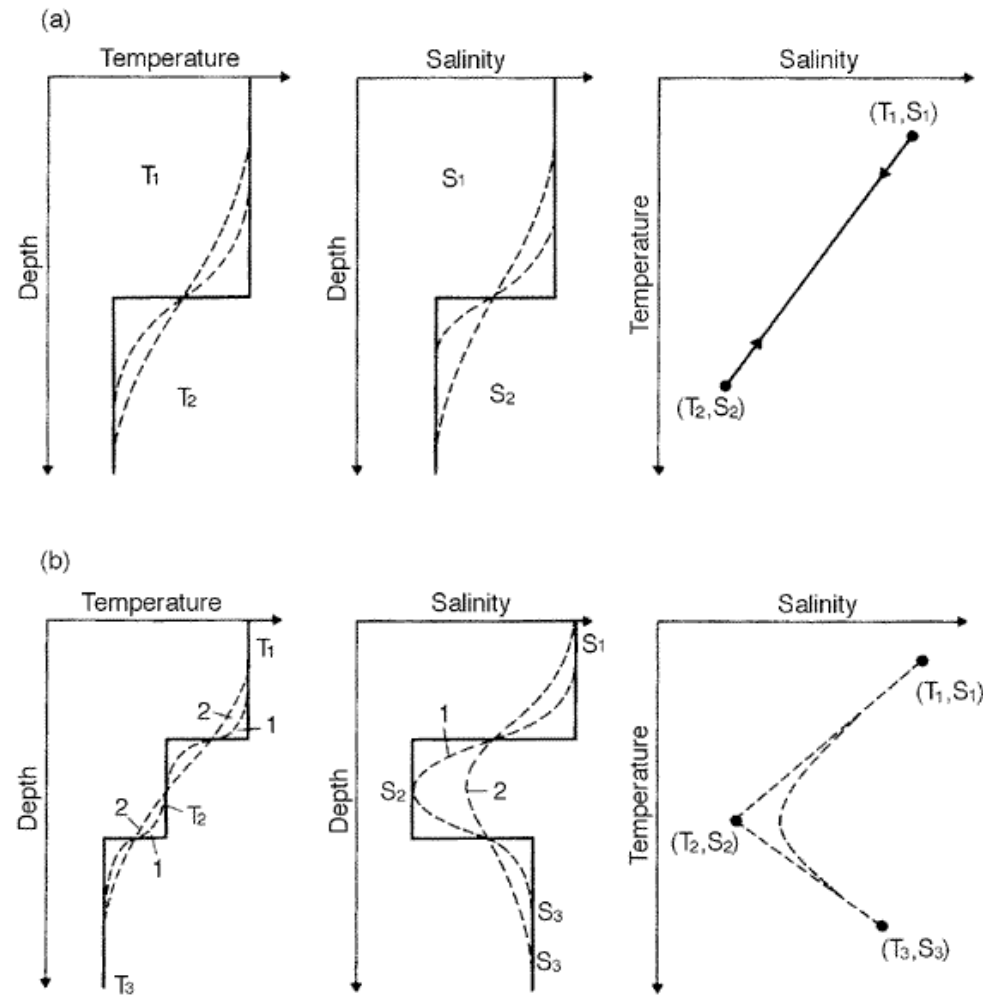 (a)
Temperature
Salinity
Salinity
Depth
T1
T2
Depth
S1
S2
Temperature
(T1,S1)
(T2,S2)
(b)
Temperature
Salinity
Salinity
Depth
T1
2
1
T2
2
1
T3
Depth
S1
1
S2
2
S3
S3
Temperature
(T1,S1)
(T2,S2)
(T3,S3)